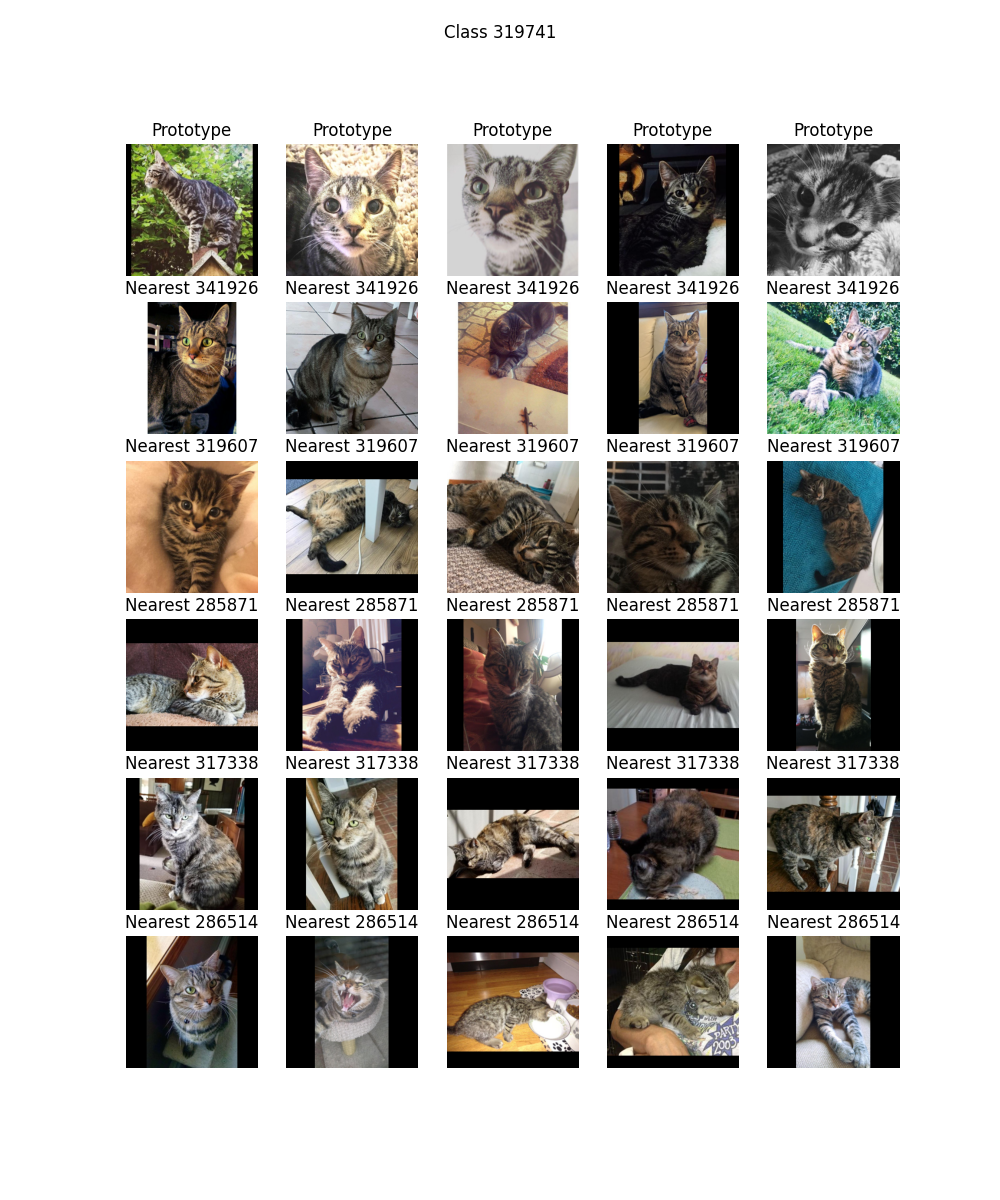 Class 319741
Prototype Prototype Prototype Prototype Prototype
Nearest 341926 Nearest 341926 Nearest 341926 Nearest 341926 Nearest 341926
Nearest 319607 Nearest 319607 Nearest 319607 Nearest 319607 Nearest 319607
Nearest 285871 Nearest 285871 Nearest 285871 Nearest 285871 Nearest 285871
Nearest 317338 Nearest 317338 Nearest 317338 Nearest 317338 Nearest 317338
Nearest 286514 Nearest 286514 Nearest 286514 Nearest 286514 Nearest 286514
PARTY
2003